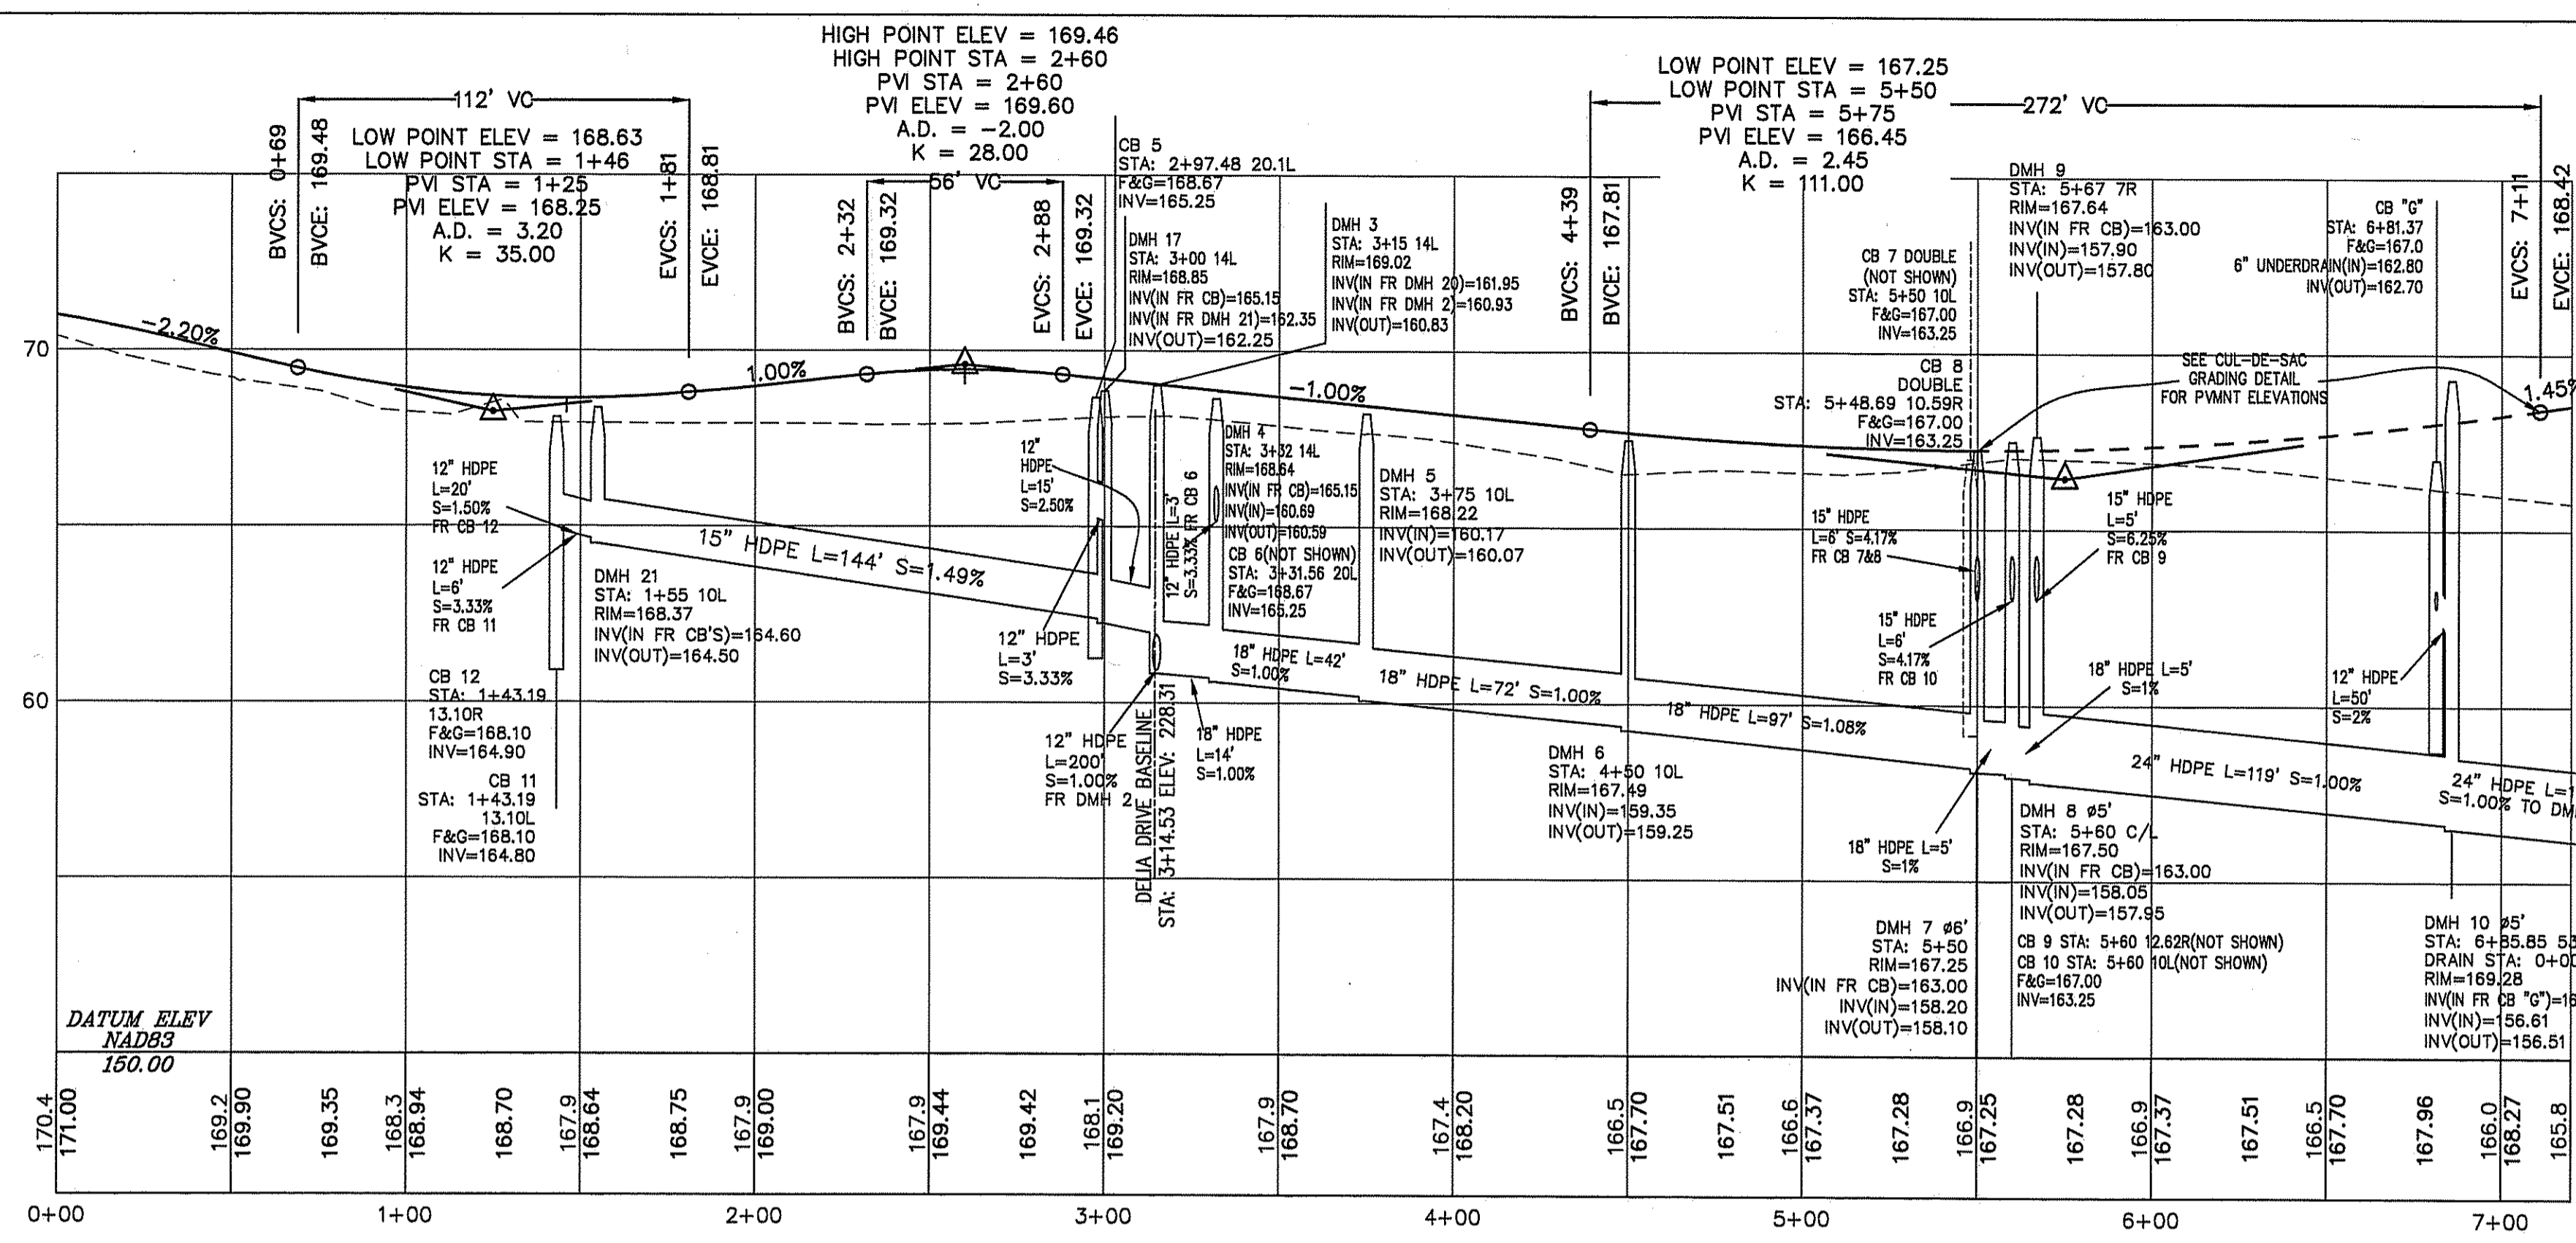 HIGH POINT ELEV = 169.46
HIGH POINT STA = 2+60
PVI STA = 2+60
PVI ELEV = 169.60
A.D. = -2.00
K = 28.00
56' VC
112' VC
LOW POINT ELEV = 168.63
LOW POINT STA = 1+46
PVI STA = 1+25
PVI ELEV = 168.25
A.D. = 3.20
K = 35.00
BVCS: 0+69
BVCE: 169.48
EVCS: 1+81
EVCE: 168.81
BVCS: 2+32
BVCE: 169.32
EVCS: 2+88
EVCE: 169.32
LOW POINT ELEV = 167.25
LOW POINT STA = 5+50
PVI STA = 5+75
PVI ELEV = 166.45
A.D. = 2.45
K = 111.00
272' VC
BVCS: 4+39
BVCE: 167.81
EVCS: 7+11
EVCE: 168.42
CB 5
STA: 2+97.48 20.1L
F&G=168.67
INV=165.25
DMH 17
STA: 3+00 14L
RIM=168.85
INV(IN FR CB)=165.15
INV(IN FR DMH 21)=162.35
INV(OUT)=162.25
DMH 3
STA: 3+15 14L
RIM=169.02
INV(IN FR DMH 20)=161.95
INV(IN FR DMH 2)=160.93
INV(OUT)=160.83
DMH 9
STA: 5+67 7R
RIM=167.64
INV(IN FR CB)=163.00
INV(IN)=157.90
INV(OUT)=157.80
CB 7 DOUBLE
(NOT SHOWN)
STA: 5+50 10L
F&G=167.00
INV=163.25
CB 8
DOUBLE
STA: 5+48.69 10.59R
F&G=167.00
INV=163.25
CB "G"
STA: 6+81.37
F&G=167.0
6" UNDERDRAIN(IN)=162.80
INV(OUT)=162.70
SEE CUL-DE-SAC
GRADING DETAIL
FOR PVMNT ELEVATIONS
-2.20%
1.00%
-1.00%
1.45%
70
60
12" HDPE
L=20'
S=1.50%
FR CB 12
12" HDPE
L=6'
S=3.33%
FR CB 11
15" HDPE L=144' S=1.49%
DMH 21
STA: 1+55 10L
RIM=168.37
INV(IN FR CB'S)=164.60
INV(OUT)=164.50
CB 12
STA: 1+43.19
13.10R
F&G=168.10
INV=164.90
CB 11
STA: 1+43.19
13.10L
F&G=168.10
INV=164.80
12"
HDPE
L=15'
S=2.50%
12" HDPE
L=3'
S=3.33%
12" HDPE L=3'
S=3.33% FR CB 6
DMH 4
STA: 3+32 14L
RIM=168.64
INV(IN FR CB)=165.15
INV(IN)=160.69
INV(OUT)=160.59
CB 6(NOT SHOWN)
STA: 3+31.56 20L
F&G=168.67
INV=165.25
DMH 5
STA: 3+75 10L
RIM=168.22
INV(IN)=160.17
INV(OUT)=160.07
18" HDPE L=42'
S=1.00%
18" HDPE L=72' S=1.00%
18" HDPE L=97' S=1.08%
12" HDPE
L=200'
S=1.00%
FR DMH 2
DELIA DRIVE BASELINE
STA: 3+14.53 ELEV: 228.31
18" HDPE
L=14'
S=1.00%
DMH 6
STA: 4+50 10L
RIM=167.49
INV(IN)=159.35
INV(OUT)=159.25
15" HDPE
L=6' S=4.17%
FR CB 7&8
15" HDPE
L=6'
S=4.17%
FR CB 10
15" HDPE
L=5'
S=6.25%
FR CB 9
18" HDPE L=5'
S=1%
18" HDPE L=5'
S=1%
24" HDPE L=119' S=1.00%
12" HDPE
L=50'
S=2%
24" HDPE L=1
S=1.00% TO DM
DMH 8 ø5'
STA: 5+60 C/L
RIM=167.50
INV(IN FR CB)=163.00
INV(IN)=158.05
INV(OUT)=157.95
CB 9 STA: 5+60 12.62R(NOT SHOWN)
CB 10 STA: 5+60 10L(NOT SHOWN)
F&G=167.00
INV=163.25
DMH 7 ø6'
STA: 5+50
RIM=167.25
INV(IN FR CB)=163.00
INV(IN)=158.20
INV(OUT)=158.10
DMH 10 ø5'
STA: 6+85.85 53
DRAIN STA: 0+00
RIM=169.28
INV(IN FR CB "G")=16
INV(IN)=156.61
INV(OUT)=156.51
DATUM ELEV
NAD83
150.00
170.4
171.00
169.2
169.90
169.35
168.3
168.94
168.70
167.9
168.64
168.75
167.9
169.00
167.9
169.44
169.42
168.1
169.20
167.9
168.70
167.4
168.20
166.5
167.70
167.51
166.6
167.37
167.28
166.9
167.25
167.28
166.9
167.37
167.51
166.5
167.70
167.96
166.0
168.27
165.8
0+00 1+00 2+00 3+00 4+00 5+00 6+00 7+00